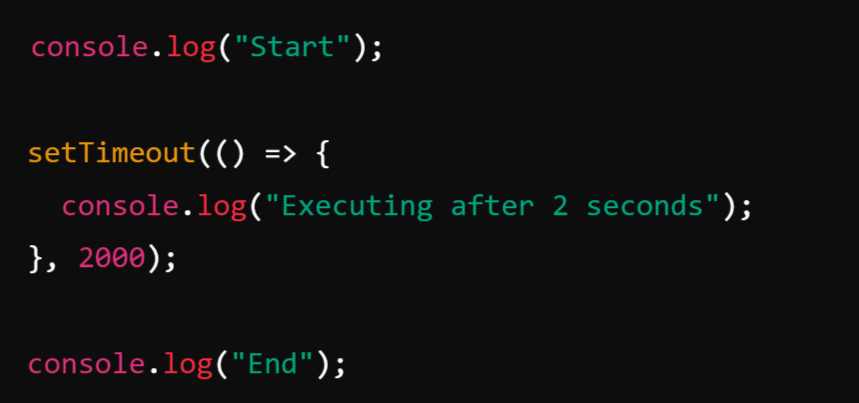 console.log("Start");
setTimeout(() => {
  console.log("Executing after 2 seconds");
}, 2000);
console.log("End");